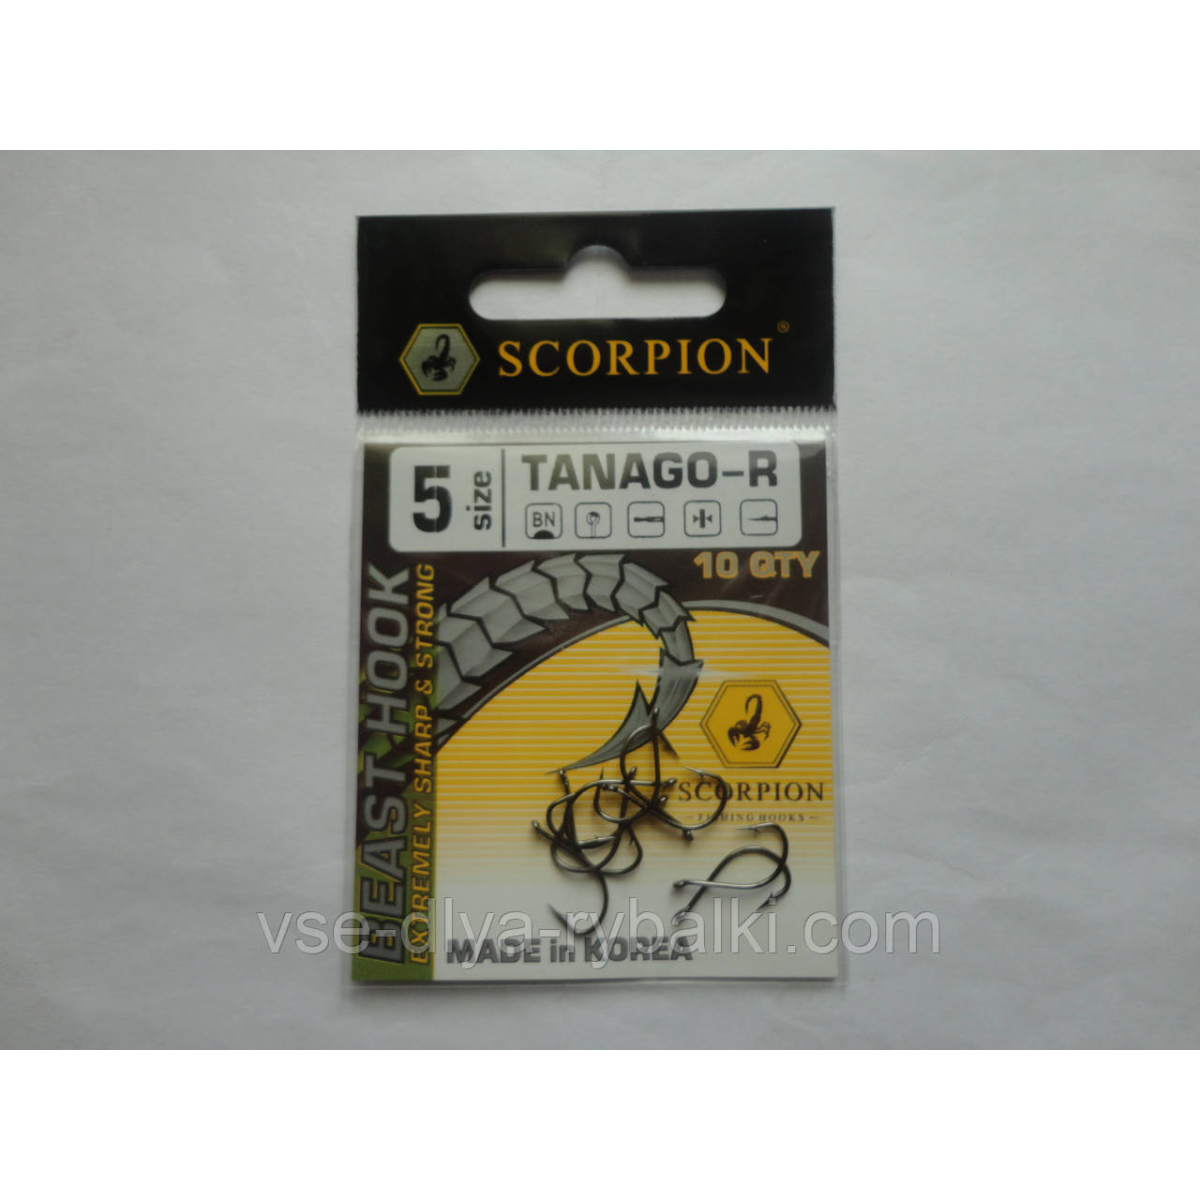 SCORPION®
5 size
TANAGO-R
BN
10 QTY
BEAST HOOK
EXTREMELY SHARP & STRONG
SCORPION
FISHING HOOKS
vse-dlya-rybalki.com
MADE in KOREA